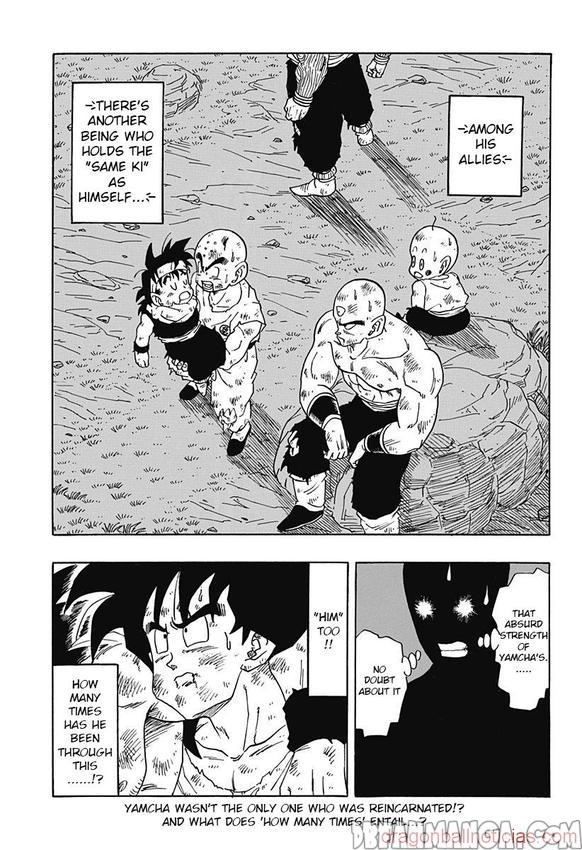 →THERE'S
ANOTHER
BEING WHO
HOLDS THE
"SAME KI"
AS
HIMSELF...←
→AMONG
HIS
ALLIES←
THAT
ABSURD
STRENGTH
OF
YAMCHA'S....
NO
DOUBT
ABOUT IT
"HIM"
TOO
!!
HOW
MANY
TIMES
HAS HE
BEEN
THROUGH
THIS
......!?
YAMCHA WASN'T THE ONLY ONE WHO WAS REINCARNATED!?
AND WHAT DOES 'HOW MANY TIMES' ENTAIL...?
dragonballnoticias.com